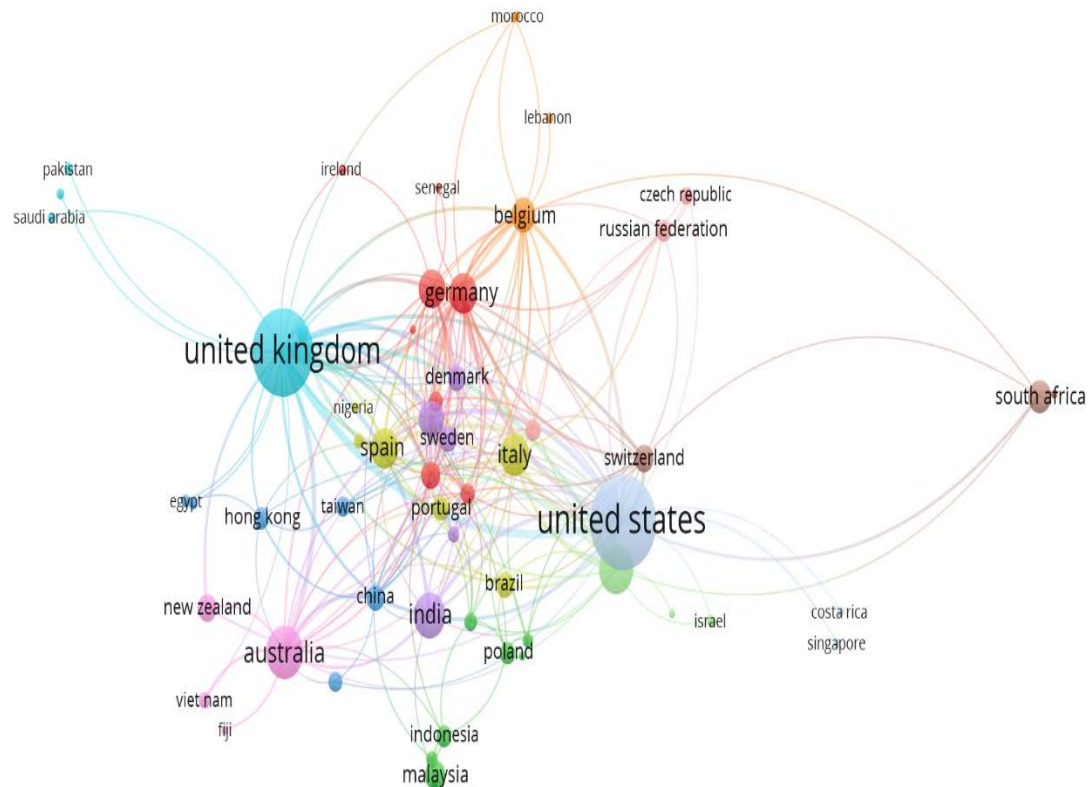 morocco
lebanon
pakistan
ireland
senegal
czech republic
saudi arabia
belgium
russian federation
germany
united kingdom
denmark
south africa
nigeria
spain
sweden
italy
switzerland
egypt
hong kong
taiwan
portugal
united states
brazil
china
new zealand
india
costa rica
israel
singapore
australia
poland
viet nam
fiji
indonesia
malaysia